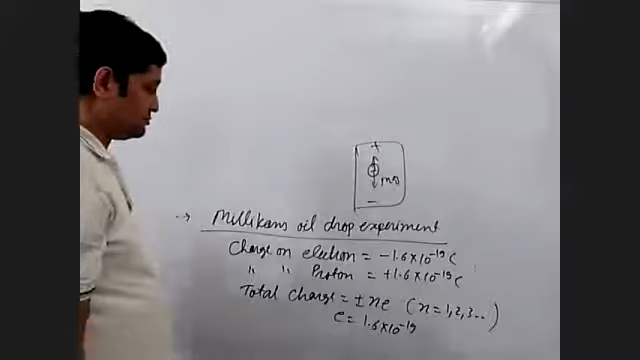 +
mg
−
→ Millikans oil drop experiment
Charge on electron = −1.6×10⁻¹⁹ C
" " Proton = +1.6×10⁻¹⁹ C
Total Charge = ± ne (n = 1, 2, 3 ...)
e = 1.6×10⁻¹⁹